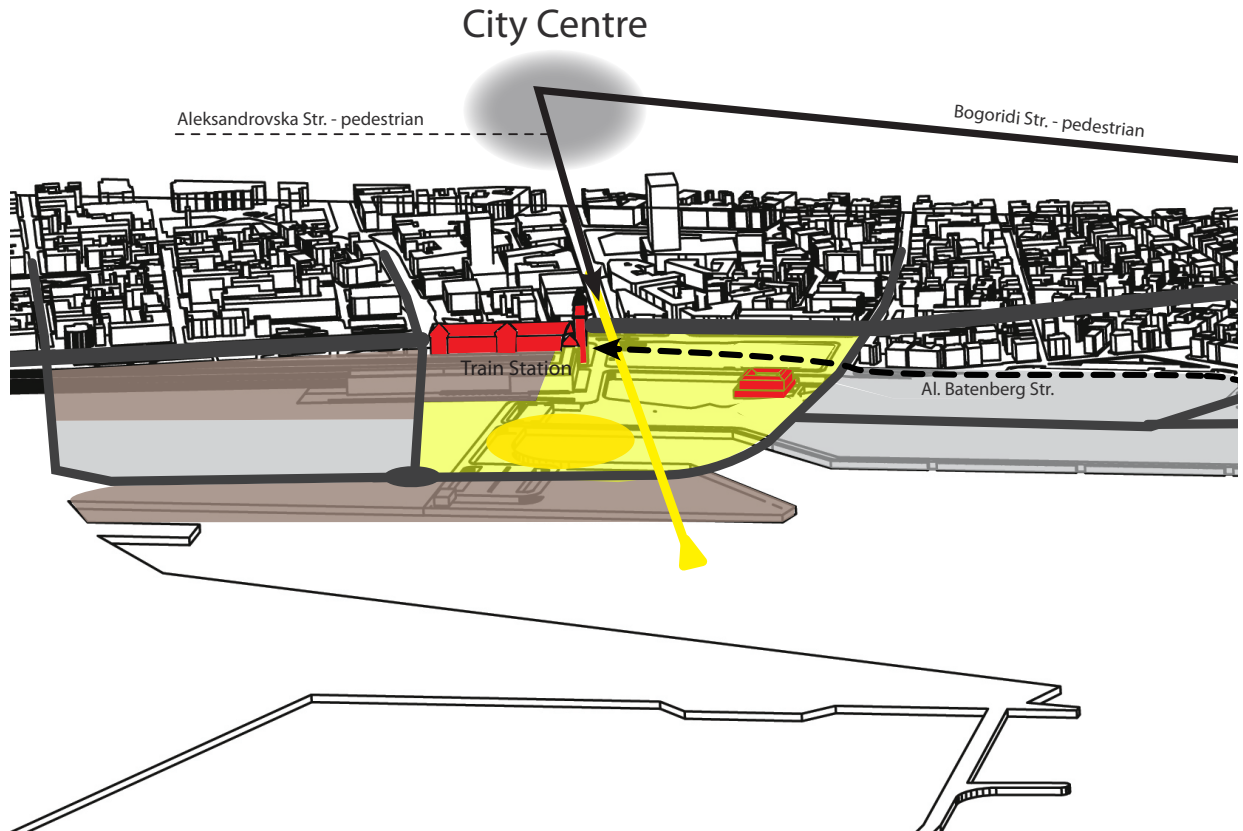 City Centre
Aleksandrovska Str. - pedestrian
Bogoridi Str. - pedestrian
Train Station
Al. Batenberg Str.